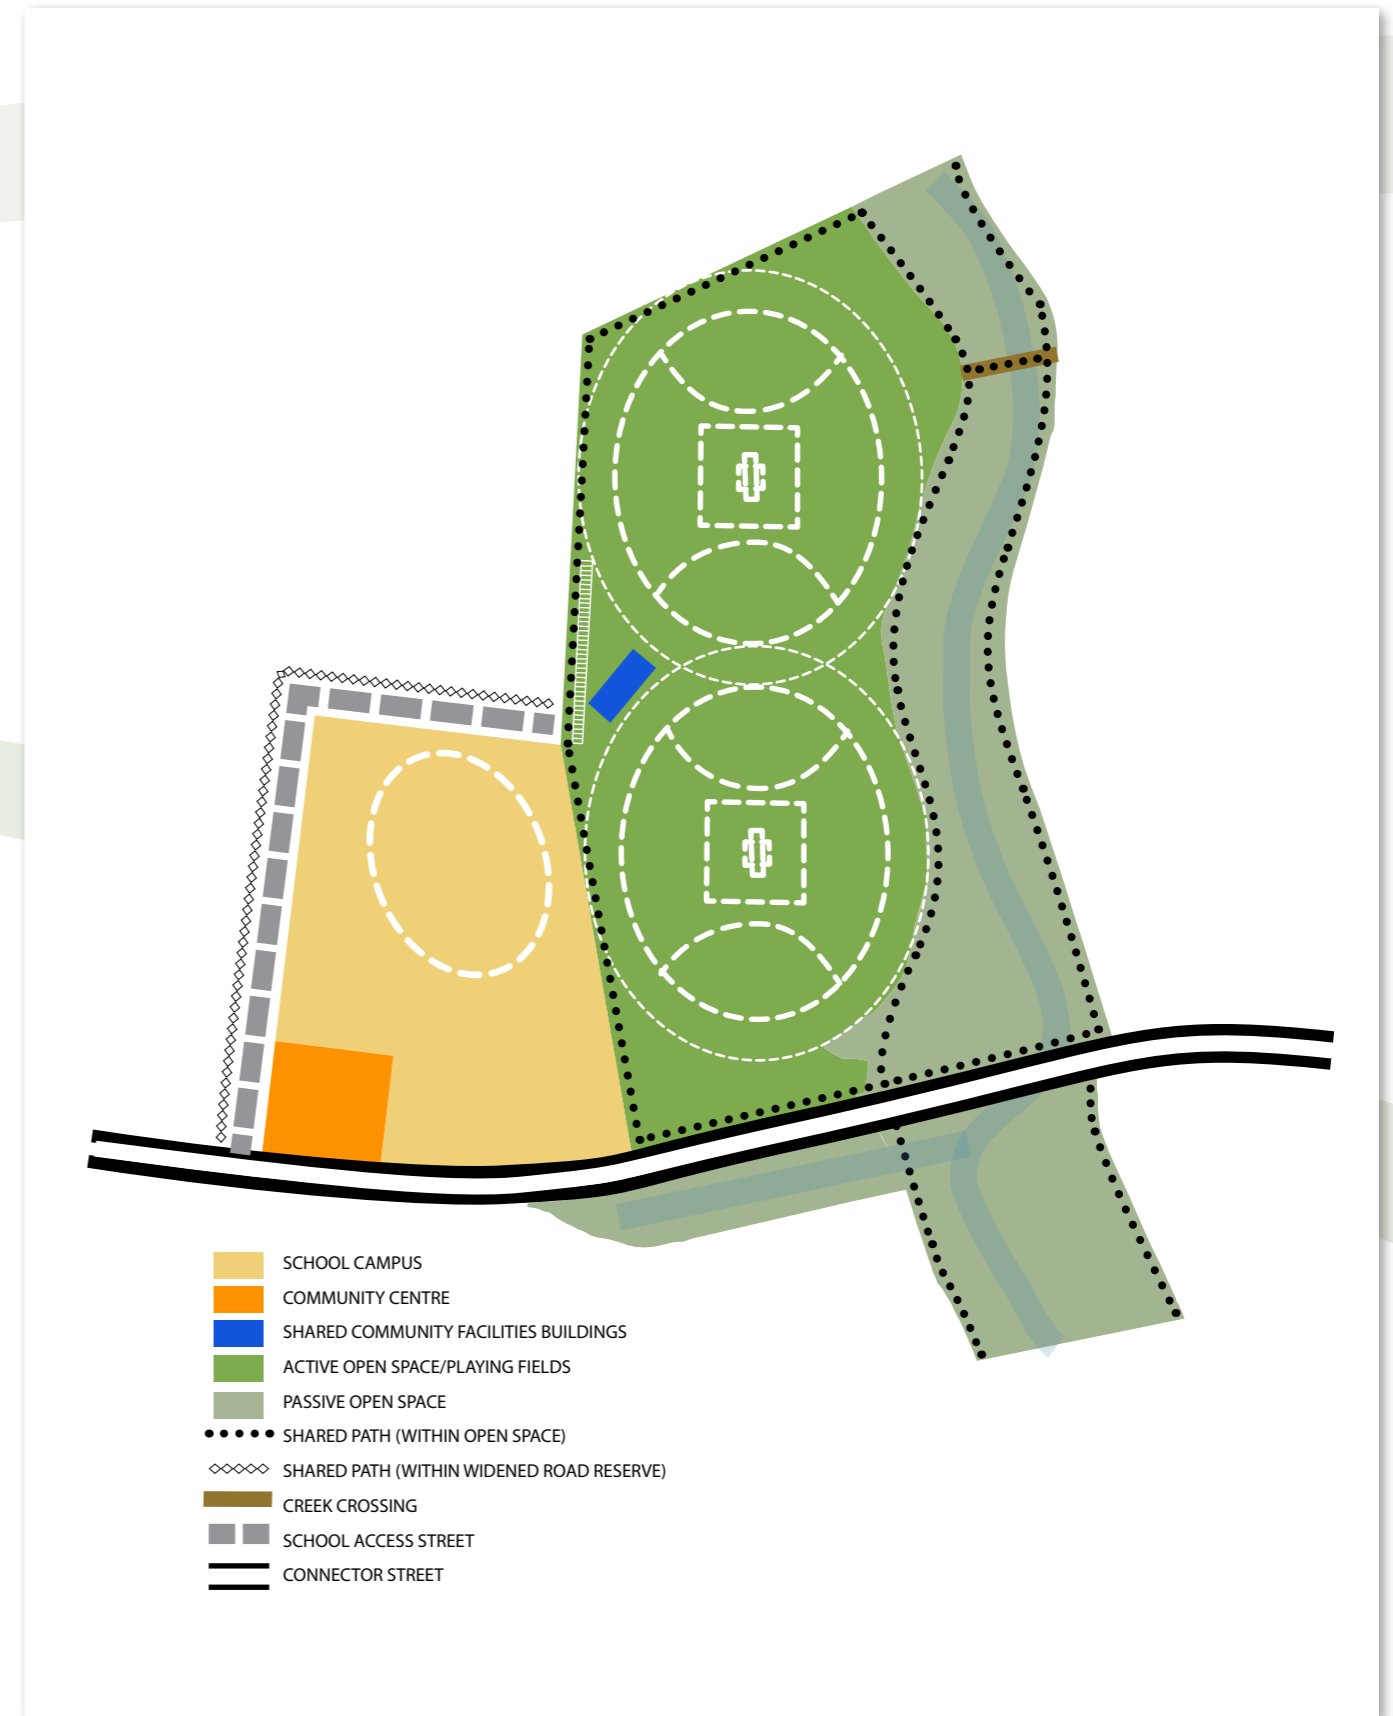 SCHOOL CAMPUS
COMMUNITY CENTRE
SHARED COMMUNITY FACILITIES BUILDINGS
ACTIVE OPEN SPACE/PLAYING FIELDS
PASSIVE OPEN SPACE
SHARED PATH (WITHIN OPEN SPACE)
SHARED PATH (WITHIN WIDENED ROAD RESERVE)
CREEK CROSSING
SCHOOL ACCESS STREET
CONNECTOR STREET